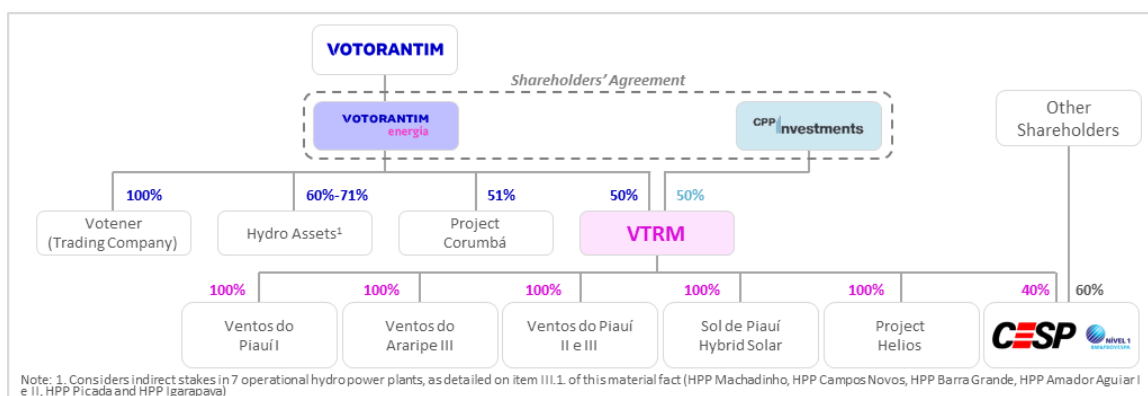 VOTORANTIM
Shareholders’ Agreement
VOTORANTIM
energia
CPP Investments
Other
Shareholders
100%
60%-71%
51%
50%
50%
Votener
(Trading Company)
Hydro Assets¹
Project
Corumbá
VTRM
100%
100%
100%
100%
100%
40%
60%
Ventos do
Piauí I
Ventos do
Araripe III
Ventos do Piauí
II e III
Sol de Piauí
Hybrid Solar
Project
Helios
CESP
NÍVEL 1
BM&FBOVESPA
Note: 1. Considers indirect stakes in 7 operational hydro power plants, as detailed on item III.1. of this material fact (HPP Machadinho, HPP Campos Novos, HPP Barra Grande, HPP Amador Aguiar I
e II, HPP Picada and HPP Igarapava)